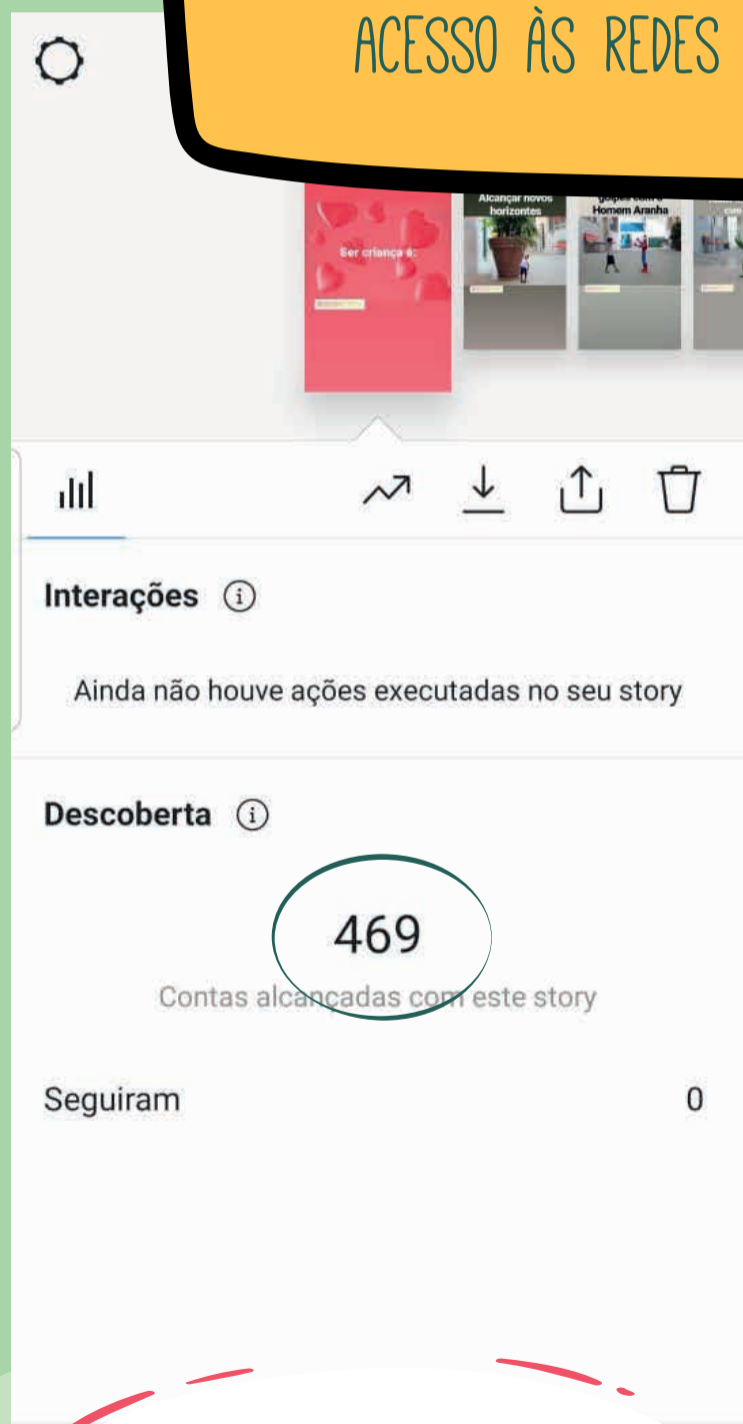 ACESSO ÀS REDES
Ser criança é:
Alcançar novos
horizontes
Homem Aranha
Interações
Ainda não houve ações executadas no seu story
Descoberta
469
Contas alcançadas com este story
Seguiram 0